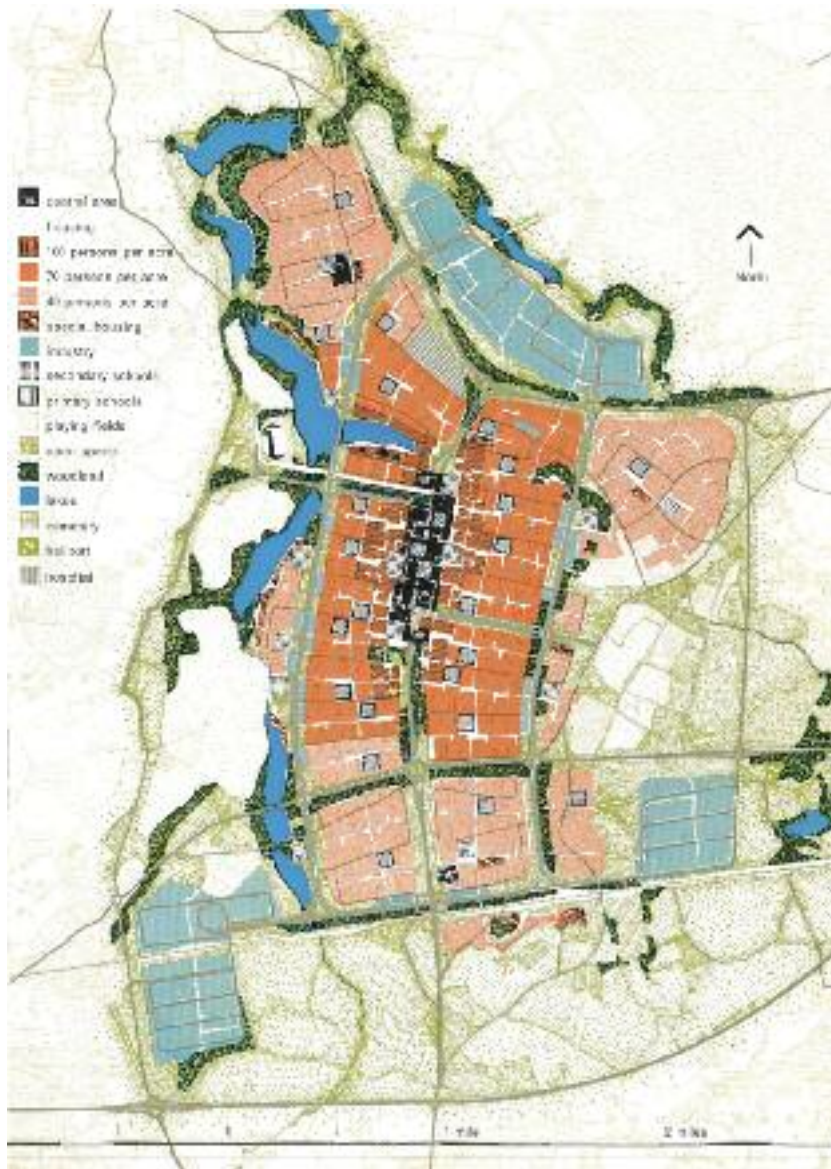 central area
housing
100 persons per acre
70 persons per acre
40 persons per acre
special housing
industry
secondary schools
primary schools
playing fields
open space
woodland
lakes
cemetery
heliport
hospital
North
1 mile
2 miles